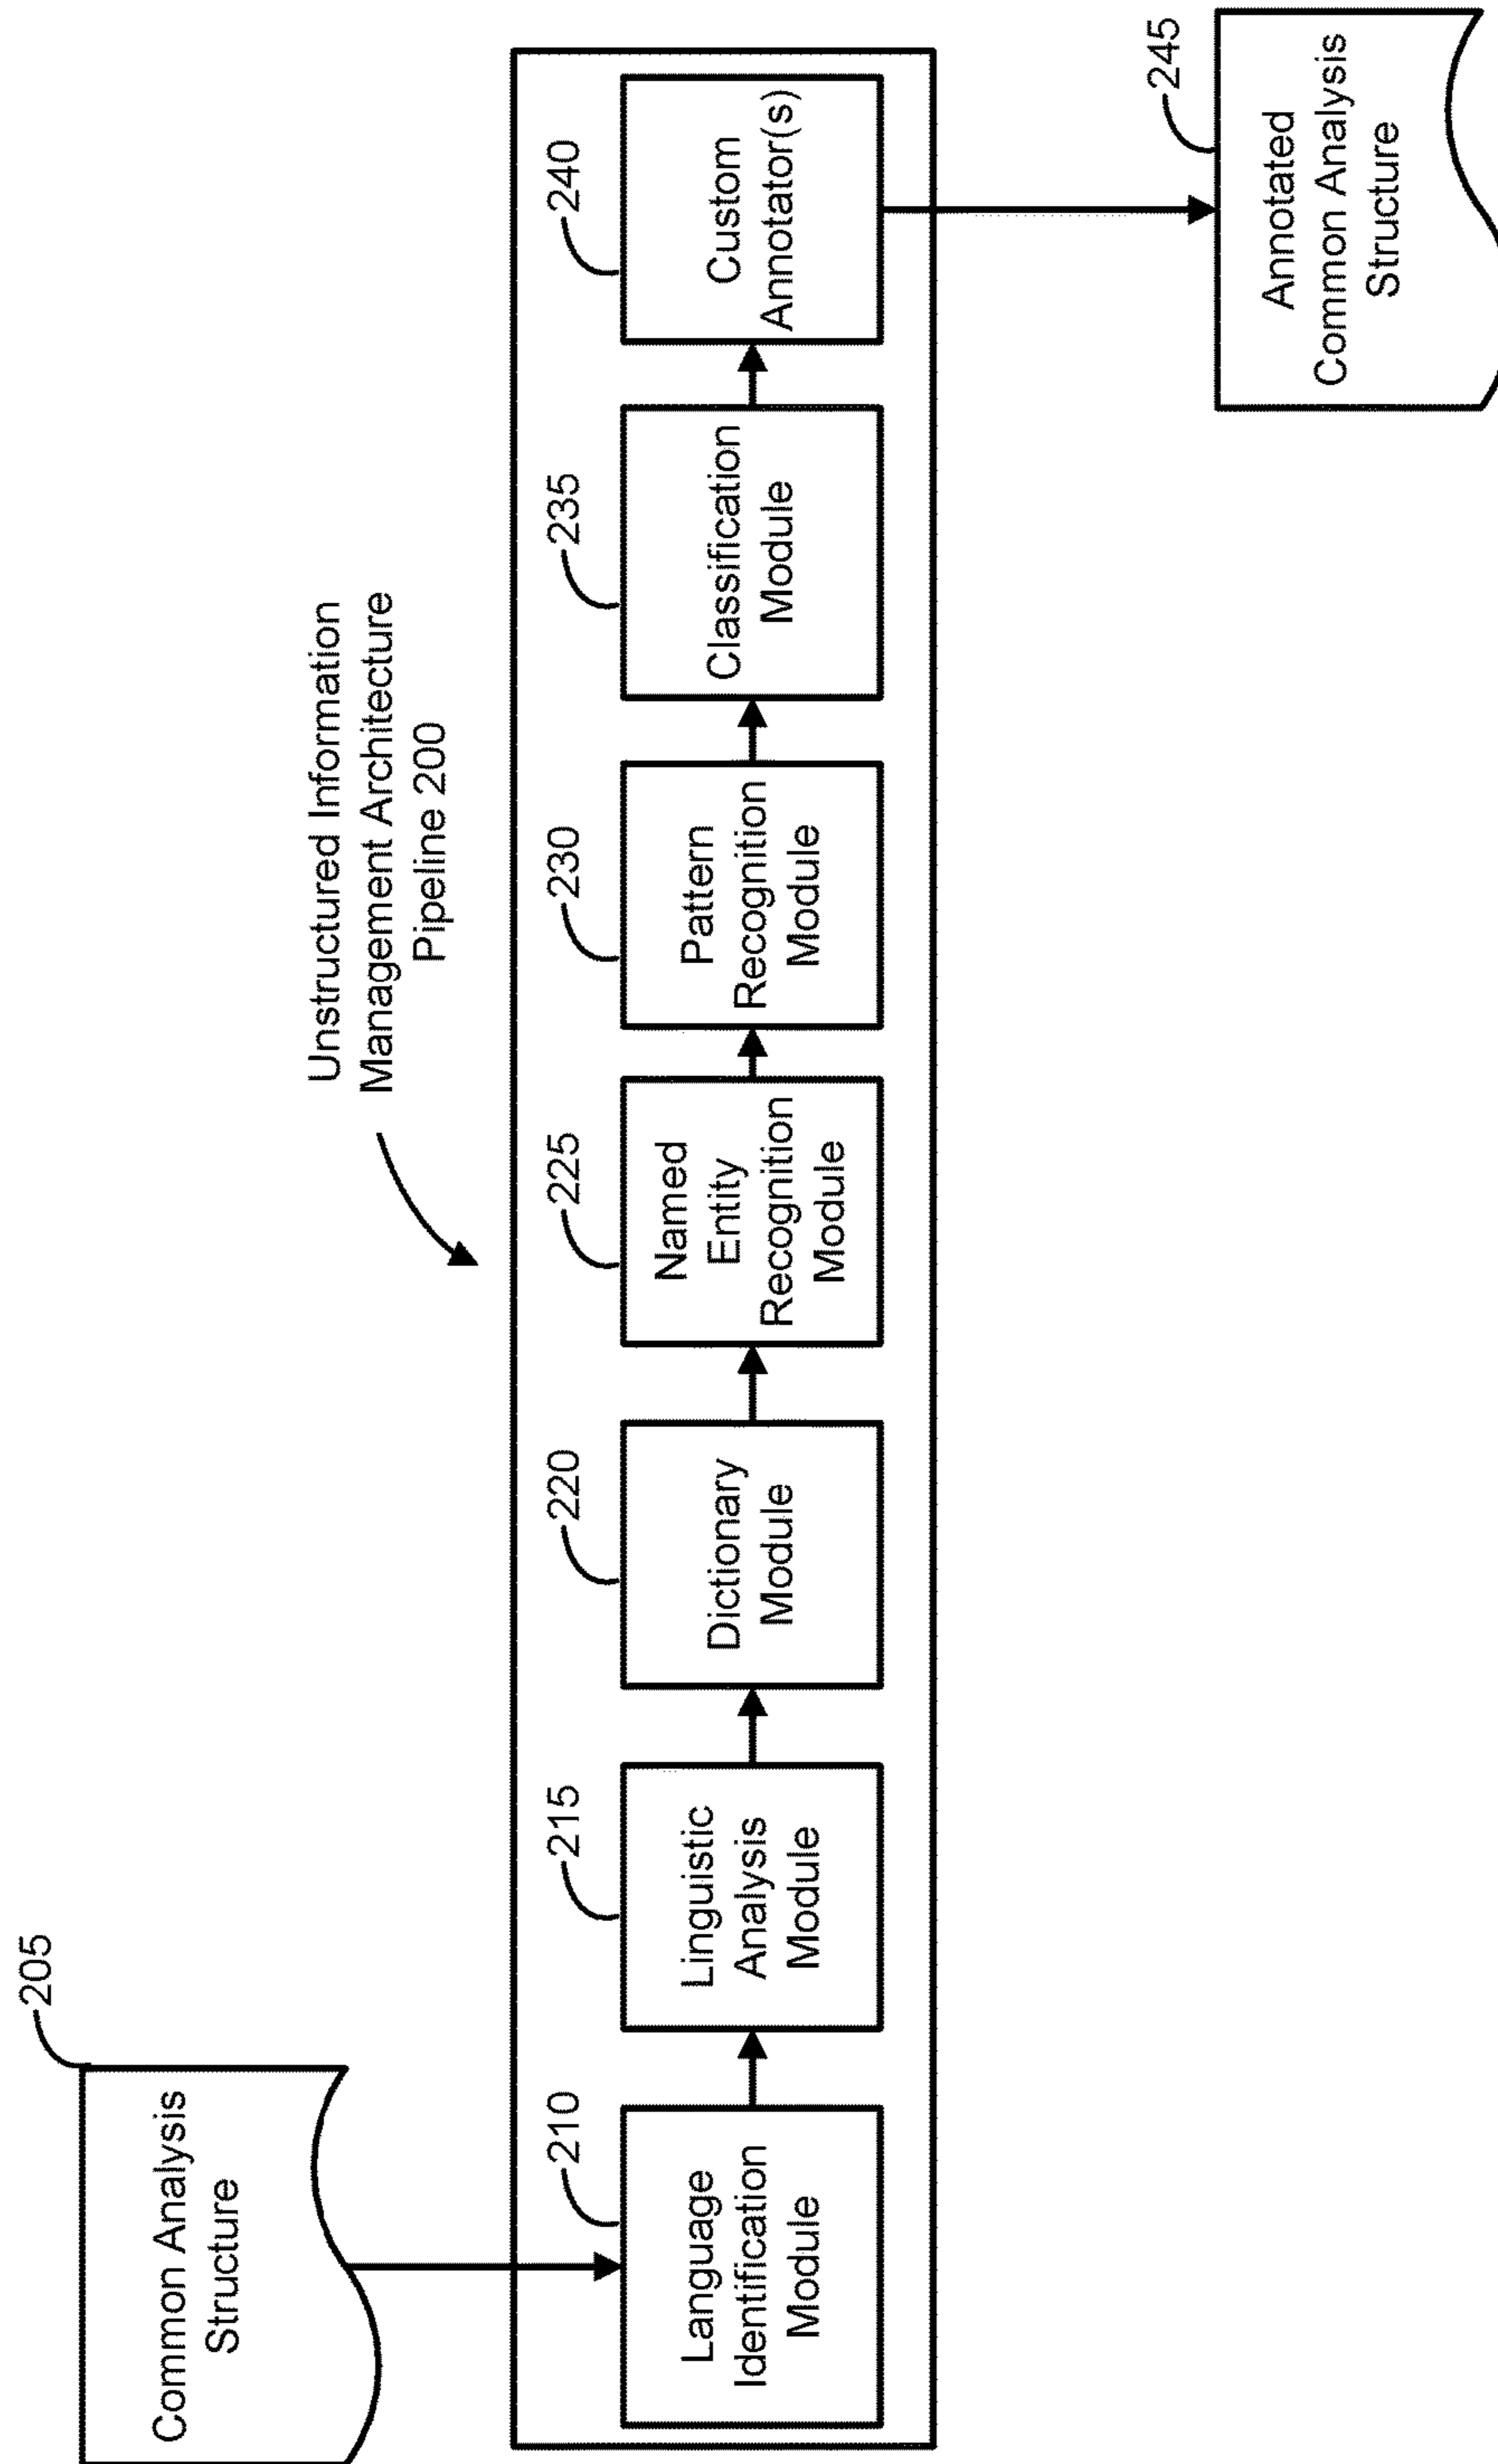 205
Common Analysis
Structure
Unstructured Information
Management Architecture
Pipeline 200
210
Language
Identification
Module
215
Linguistic
Analysis
Module
220
Dictionary
Module
225
Named
Entity
Recognition
Module
230
Pattern
Recognition
Module
235
Classification
Module
240
Custom
Annotator(s)
245
Annotated
Common Analysis
Structure